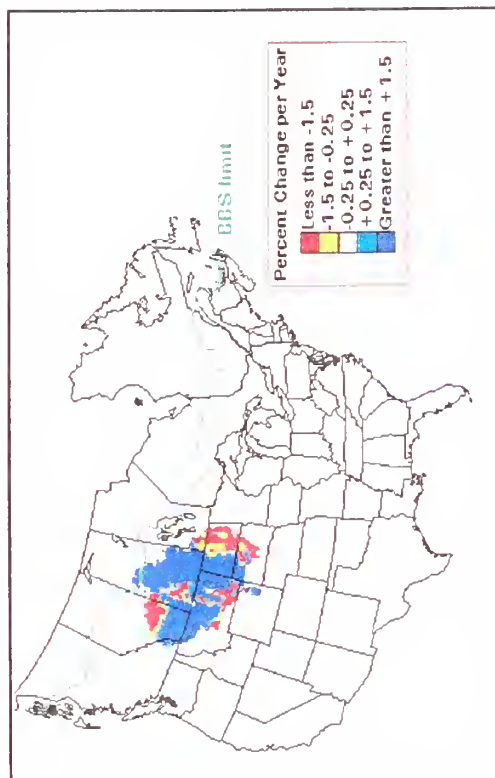 BBS limit
Percent Change per Year
Less than -1.5
-1.5 to -0.25
-0.25 to +0.25
+0.25 to + 1.5
Greater than + 1.5